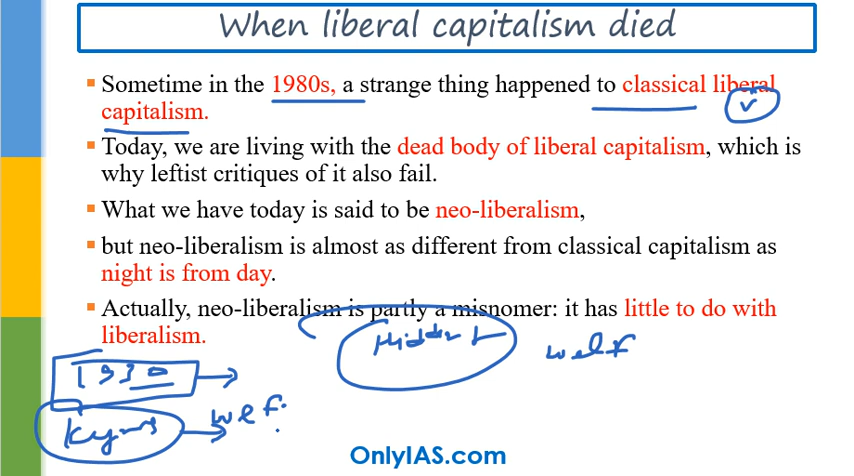 When liberal capitalism died
Sometime in the 1980s, a strange thing happened to classical liberal
capitalism.
Today, we are living with the dead body of liberal capitalism, which is
why leftist critiques of it also fail.
What we have today is said to be neo-liberalism,
but neo-liberalism is almost as different from classical capitalism as
night is from day.
Actually, neo-liberalism is partly a misnomer: it has little to do with
liberalism.
1930
wef.
OnlyIAS.com